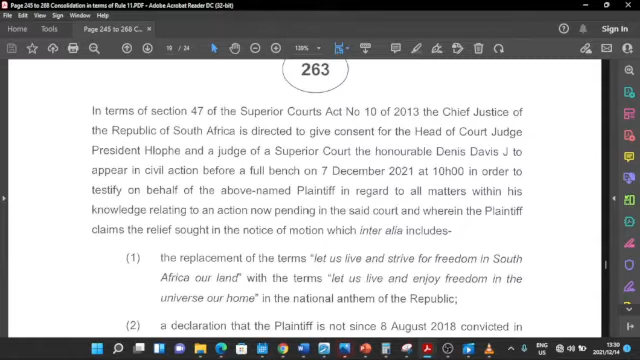 Page 245 to 268 Consolidation in terms of Rule 11.PDF - Adobe Acrobat Reader DC (32-bit)
File Edit View Sign Window Help
Home Tools Page 245 to 268 C... × Sign In
19 / 24 120%
263
In terms of section 47 of the Superior Courts Act No 10 of 2013 the Chief Justice of
the Republic of South Africa is directed to give consent for the Head of Court Judge
President Hlophe and a judge of a Superior Court the honourable Denis Davis J to
appear in civil action before a full bench on 7 December 2021 at 10h00 in order to
testify on behalf of the above-named Plaintiff in regard to all matters within his
knowledge relating to an action now pending in the said court and wherein the Plaintiff
claims the relief sought in the notice of motion which inter alia includes-
(1) the replacement of the terms “let us live and strive for freedom in South
Africa our land” with the terms “let us live and enjoy freedom in the
universe our home” in the national anthem of the Republic;
(2) a declaration that the Plaintiff is not since 8 August 2018 convicted in
ENG 13:30
2021/12/14